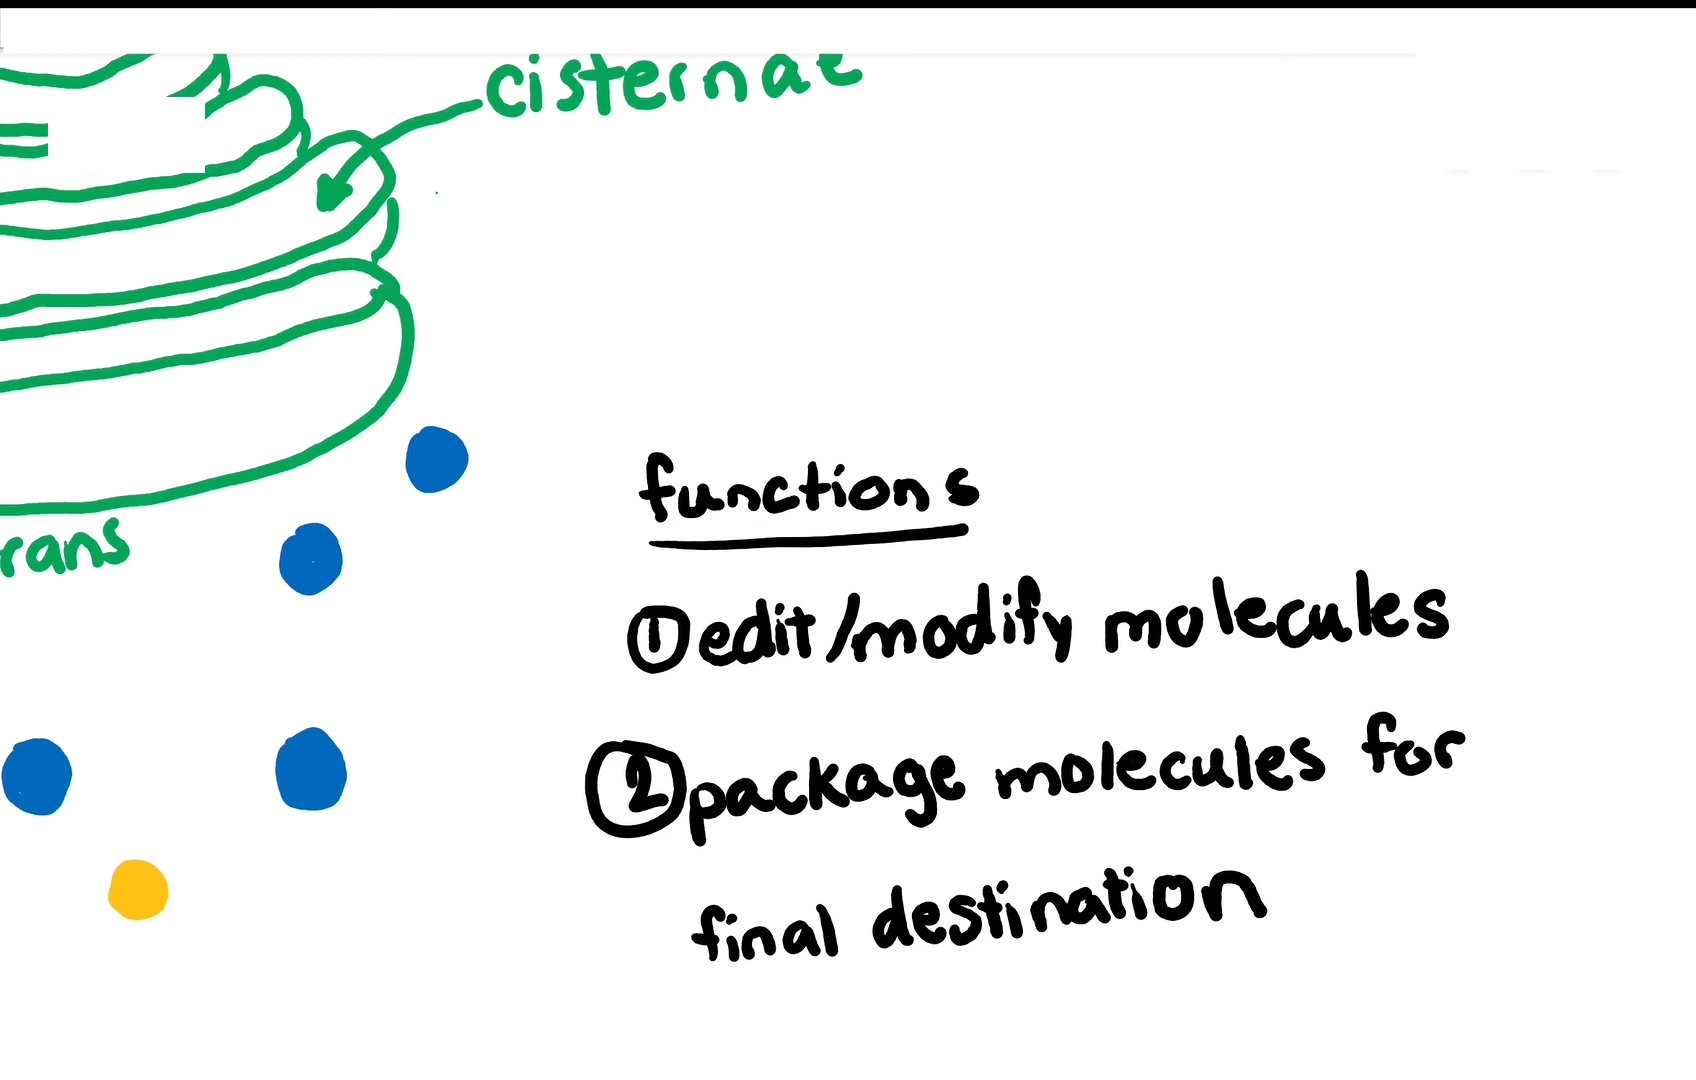 cisternae
rans
functions
① edit/modify molecules
② package molecules for
final destination